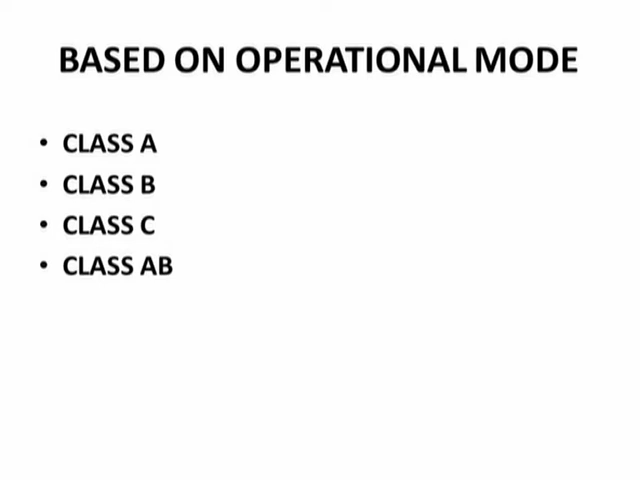 BASED ON OPERATIONAL MODE
• CLASS A
• CLASS B
• CLASS C
• CLASS AB